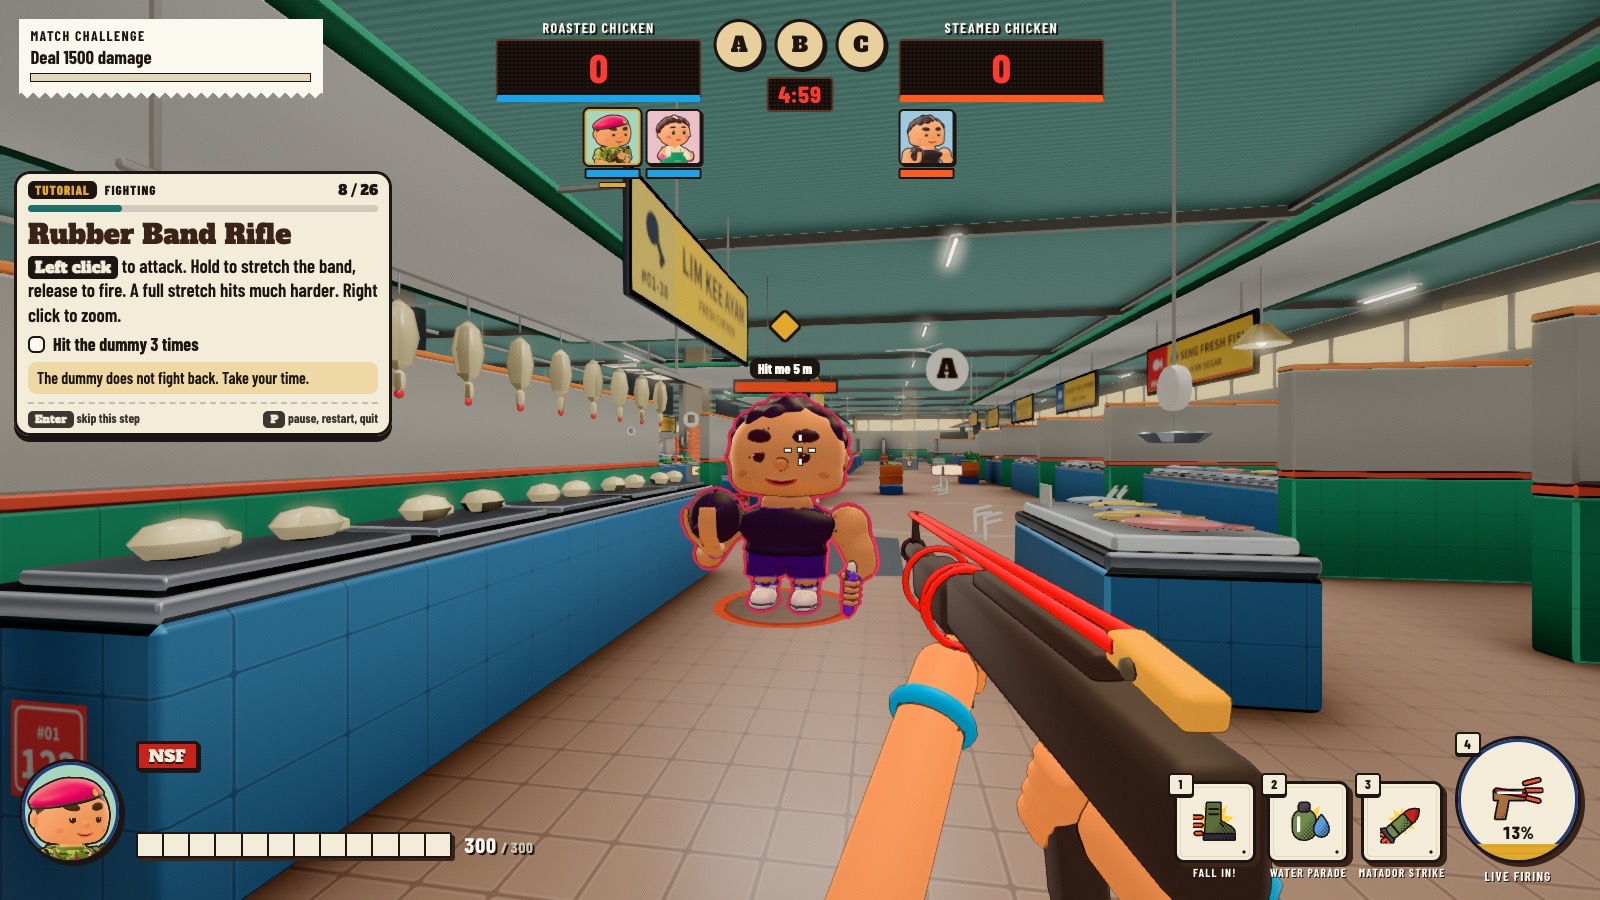 MATCH CHALLENGE
Deal 1500 damage
ROASTED CHICKEN
0
A
B
C
4:59
STEAMED CHICKEN
0
TUTORIAL FIGHTING 8 / 26
Rubber Band Rifle
Left click to attack. Hold to stretch the band,
release to fire. A full stretch hits much harder. Right
click to zoom.
Hit the dummy 3 times
The dummy does not fight back. Take your time.
Enter skip this step
P pause, restart, quit
LIM KEE AYAM
#01-38
Hit me 5 m
A
B
C
SENG FRESH
#01
NSF
300 / 300
1
FALL IN!
2
WATER PARADE
3
MATADOR STRIKE
4
13%
LIVE FIRING